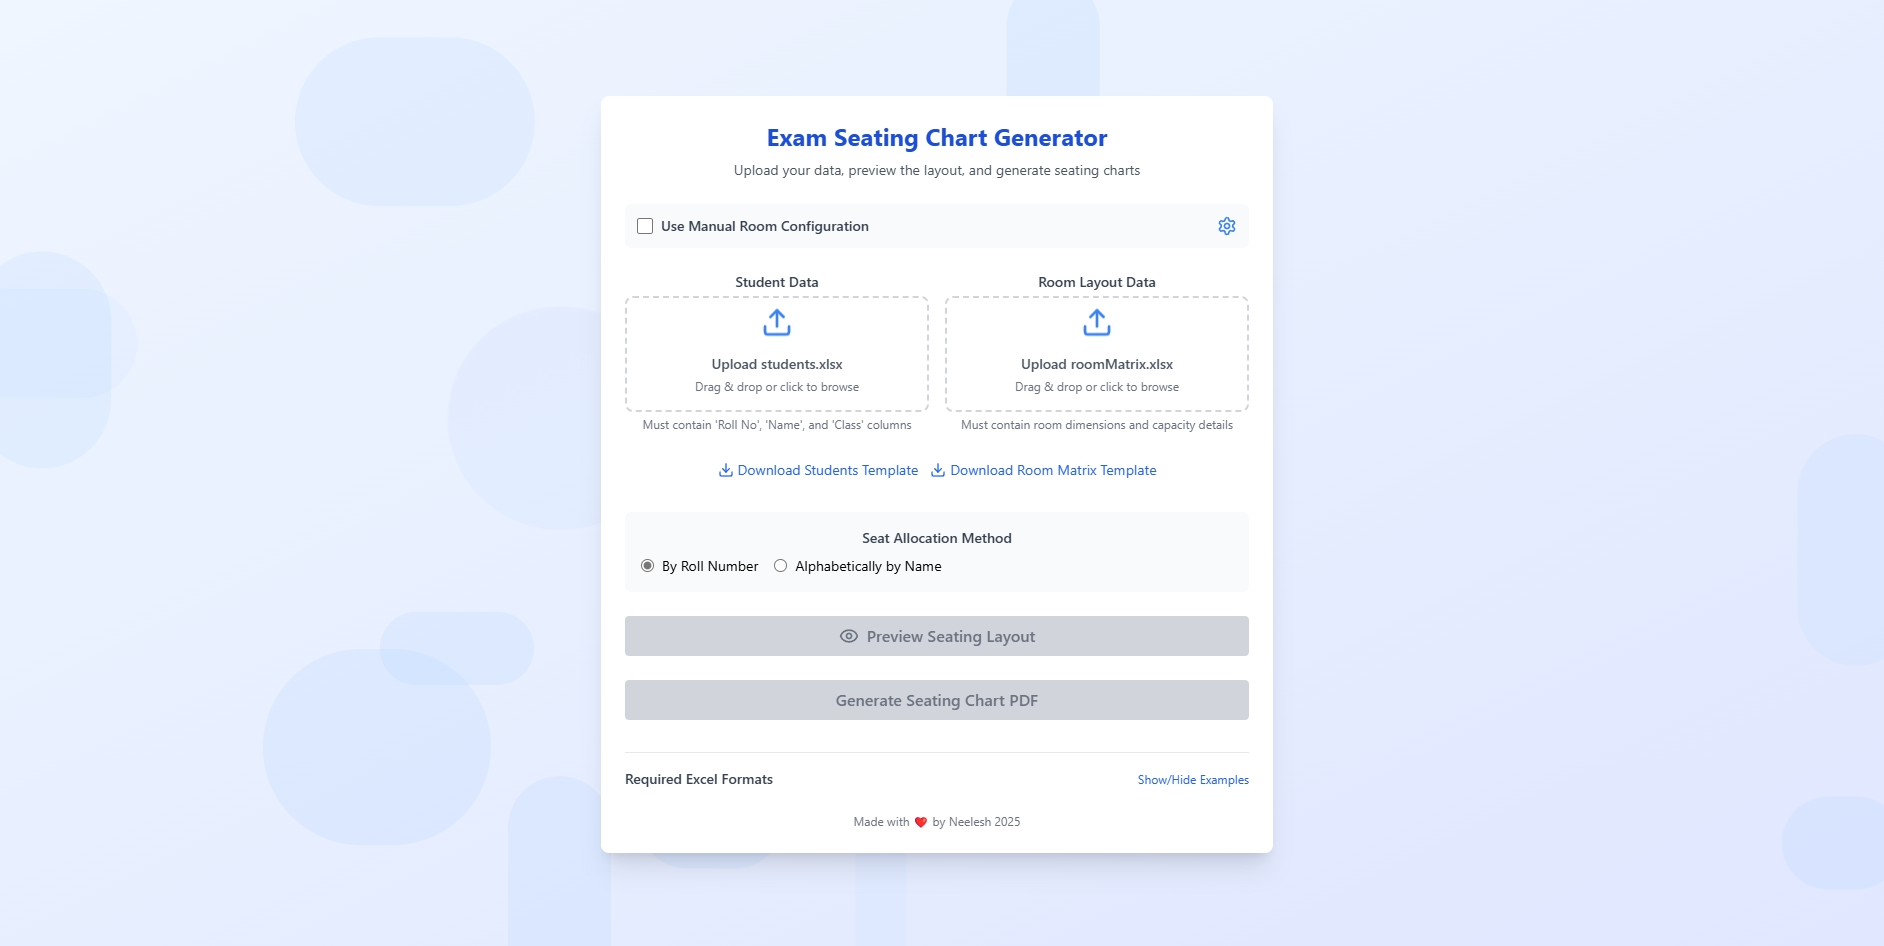 Exam Seating Chart Generator
Upload your data, preview the layout, and generate seating charts
Use Manual Room Configuration
Student Data
Upload students.xlsx
Drag & drop or click to browse
Must contain 'Roll No', 'Name', and 'Class' columns
Room Layout Data
Upload roomMatrix.xlsx
Drag & drop or click to browse
Must contain room dimensions and capacity details
Download Students Template
Download Room Matrix Template
Seat Allocation Method
By Roll Number
Alphabetically by Name
Preview Seating Layout
Generate Seating Chart PDF
Required Excel Formats
Show/Hide Examples
Made with ❤️ by Neelesh 2025